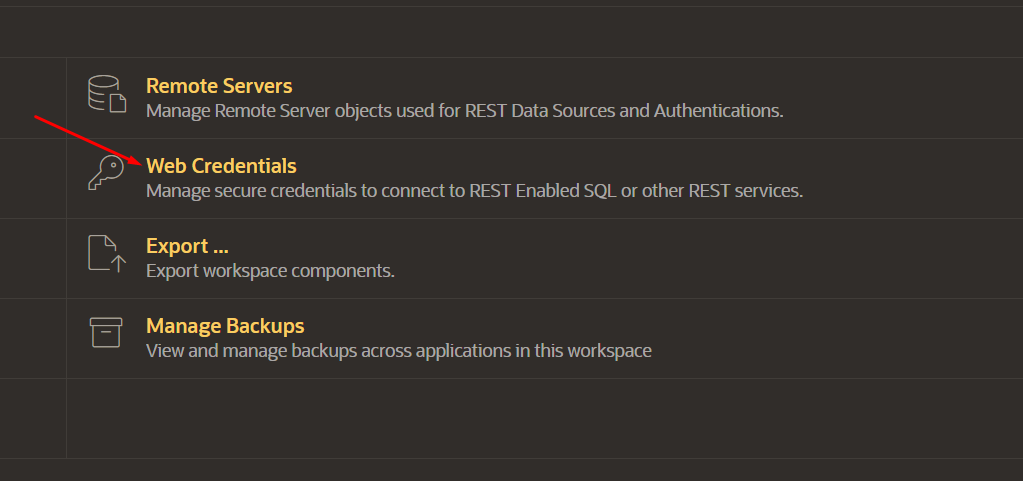 Remote Servers
Manage Remote Server objects used for REST Data Sources and Authentications.
Web Credentials
Manage secure credentials to connect to REST Enabled SQL or other REST services.
Export ...
Export workspace components.
Manage Backups
View and manage backups across applications in this workspace